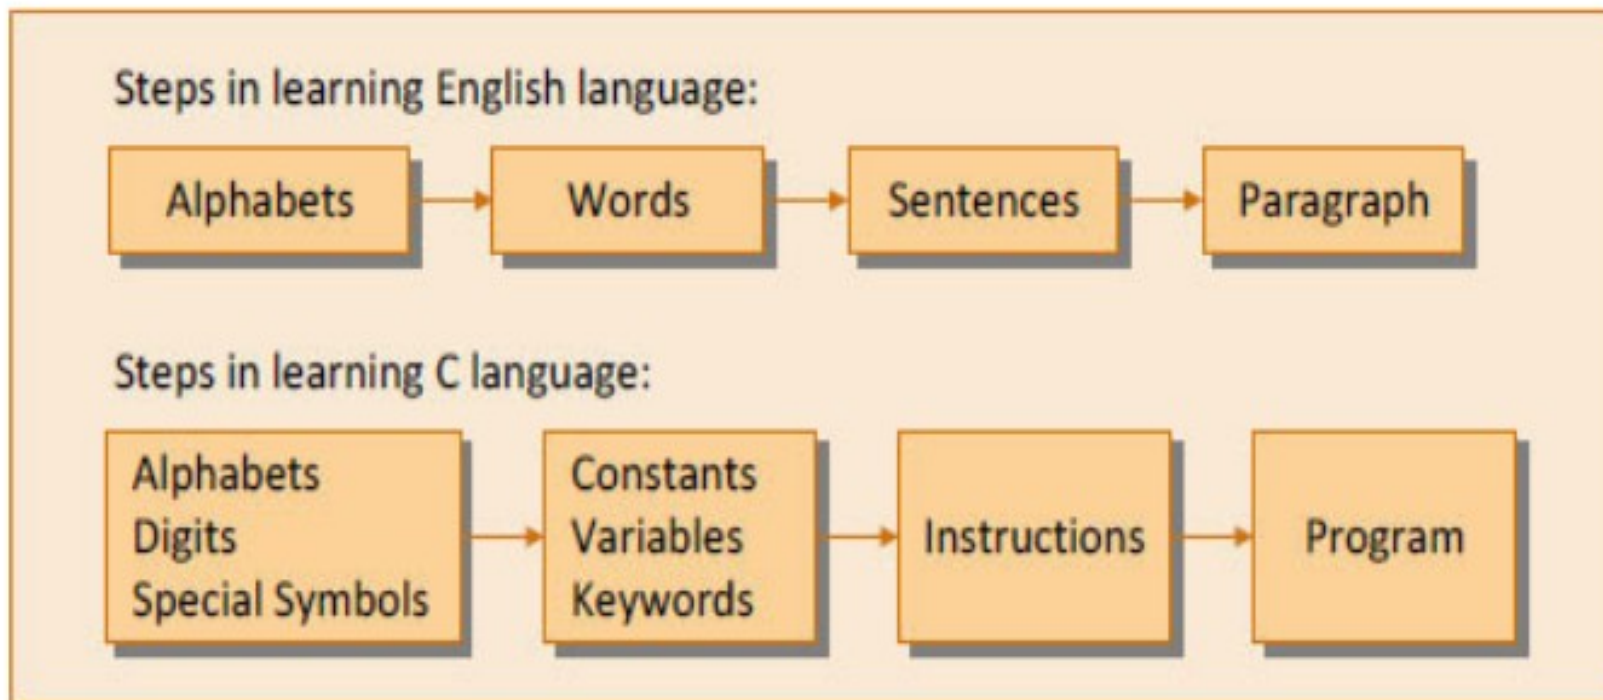 Steps in learning English language:
Alphabets
Words
Sentences
Paragraph
Steps in learning C language:
Alphabets
Digits
Special Symbols
Constants
Variables
Keywords
Instructions
Program